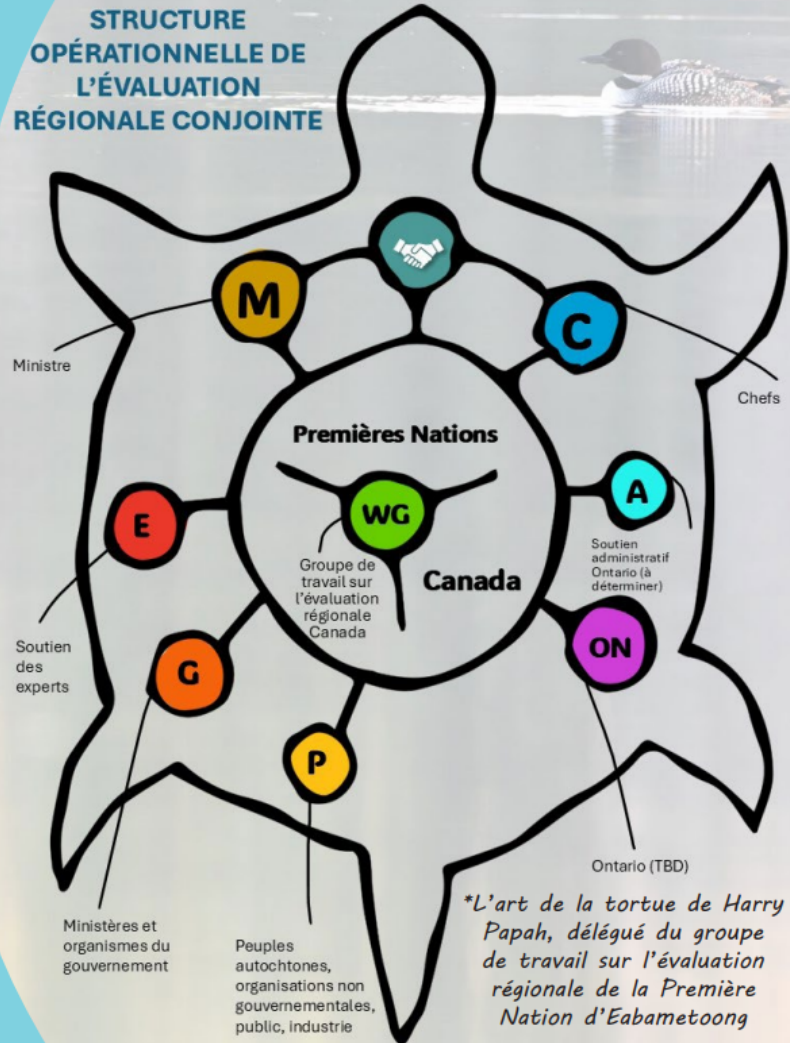 STRUCTURE
OPÉRATIONNELLE DE
L'ÉVALUATION
RÉGIONALE CONJOINTE
M
C
Ministre
Chefs
Premières Nations
E
WG
A
Groupe de
travail sur
l'évaluation
régionale
Canada
Canada
Soutien
administratif
Ontario (à
déterminer)
Soutien
des
experts
G
ON
P
Ontario (TBD)
Ministères et
organismes du
gouvernement
Peuples
autochtones,
organisations non
gouvernementales,
public, industrie
*L'art de la tortue de Harry
Papah, délégué du groupe
de travail sur l'évaluation
régionale de la Première
Nation d'Eabametoong